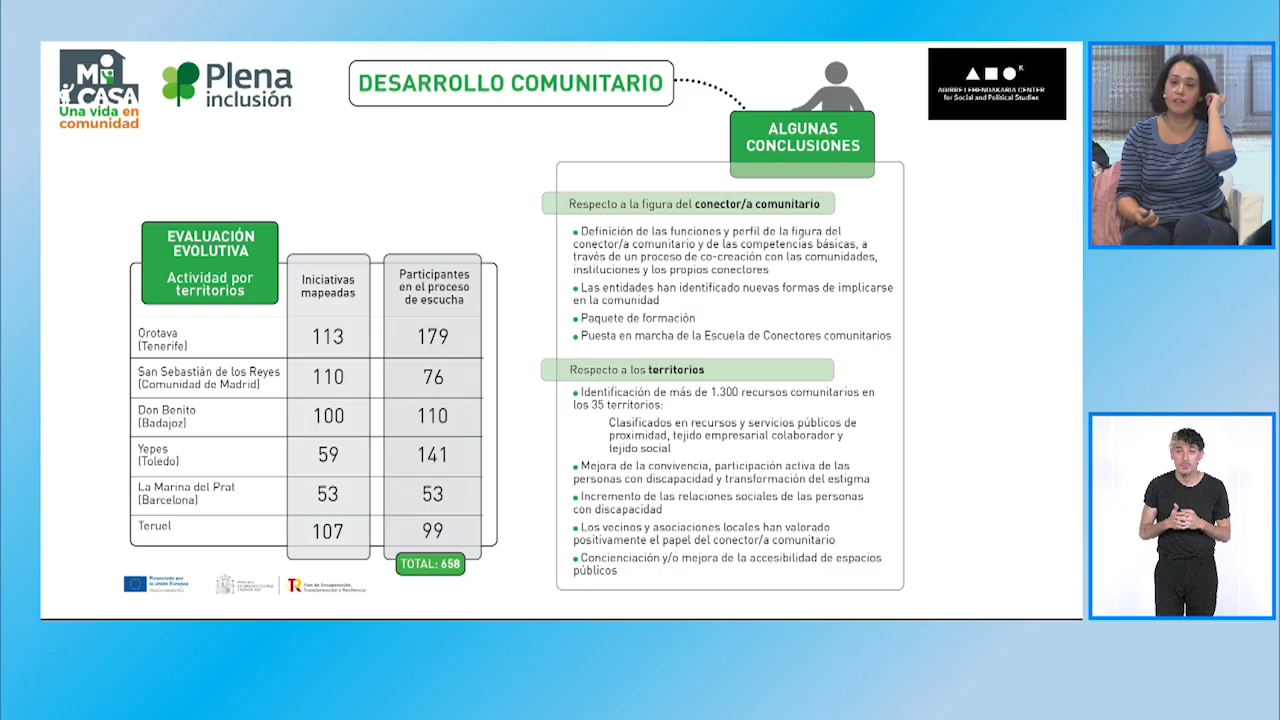 Mi
CASA
Una vida en
comunidad
Plena
inclusión
DESARROLLO COMUNITARIO
AGIRRE LEHENDAKARIA CENTER
for Social and Political Studies
ALGUNAS
CONCLUSIONES
EVALUACIÓN
EVOLUTIVA
Actividad por
territorios
Iniciativas
mapeadas
Participantes
en el proceso
de escucha
Orotava
(Tenerife)
113
179
San Sebastián de los Reyes
(Comunidad de Madrid)
110
76
Don Benito
(Badajoz)
100
110
Yepes
(Toledo)
59
141
La Marina del Prat
(Barcelona)
53
53
Teruel
107
99
TOTAL: 658
Respecto a la figura del conector/a comunitario
• Definición de las funciones y perfil de la figura del
conector/a comunitario y de las competencias básicas, a
través de un proceso de co-creación con las comunidades,
instituciones y los propios conectores
• Las entidades han identificado nuevas formas de implicarse
en la comunidad
• Paquete de formación
• Puesta en marcha de la Escuela de Conectores comunitarios
Respecto a los territorios
• Identificación de más de 1.300 recursos comunitarios en
los 35 territorios:
Clasificados en recursos y servicios públicos de
proximidad, tejido empresarial colaborador y
tejido social
• Mejora de la convivencia, participación activa de las
personas con discapacidad y transformación del estigma
• Incremento de las relaciones sociales de las personas
con discapacidad
• Los vecinos y asociaciones locales han valorado
positivamente el papel del conector/a comunitario
• Concienciación y/o mejora de la accesibilidad de espacios
públicos
Financiado por
la Unión Europea
Plan de Recuperación,
Transformación y Resiliencia